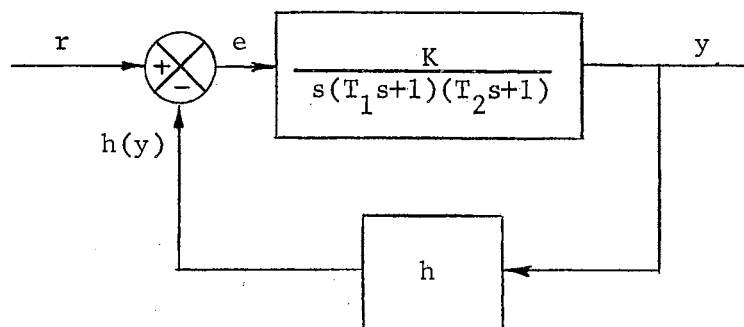 r
+
−
e
K
s(T₁s+1)(T₂s+1)
y
h(y)
h